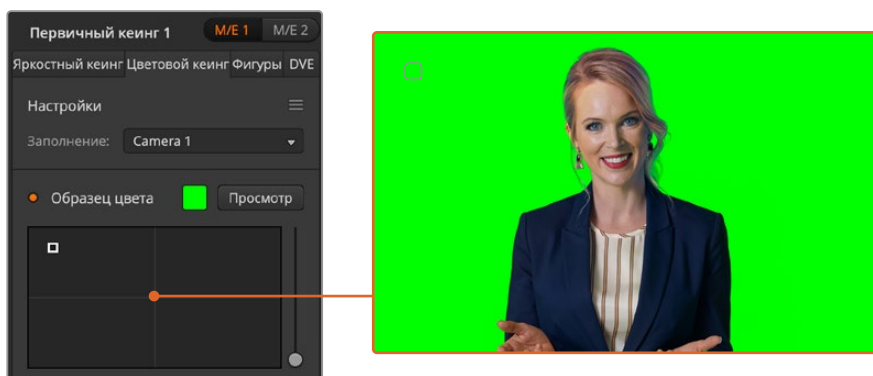 Первичный кеинг 1 M/E 1 M/E 2
Яркостный кеинг Цветовой кеинг Фигуры DVE
Настройки
Заполнение: Camera 1
Образец цвета Просмотр